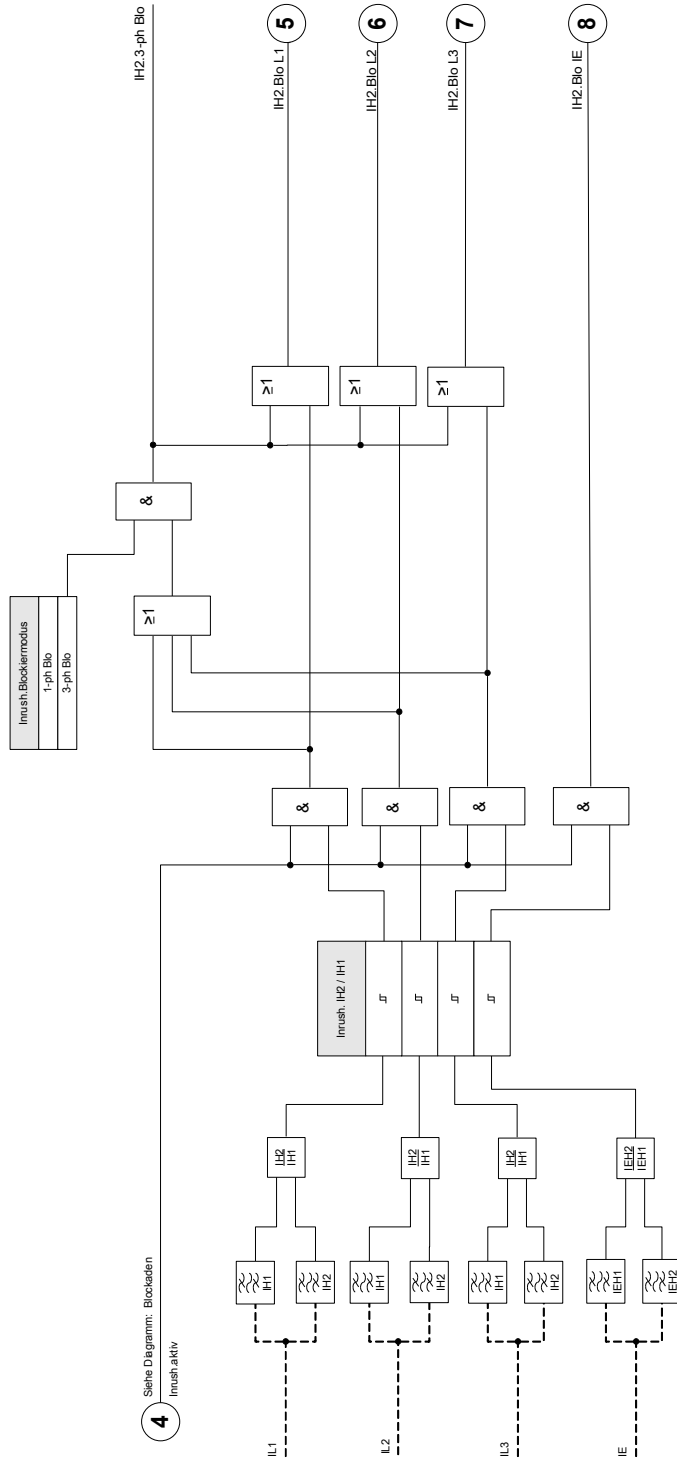 4
Siehe Diagramm: Blockaden
Inrush.aktiv
IL1
IH1
IH2
IH2
IH1
IL2
IH1
IH2
IH2
IH1
IL3
IH1
IH2
IH2
IH1
IE
IEH1
IEH2
IEH2
IEH1
Inrush. IH2 / IH1
&
&
&
&
Inrush.Blockiermodus
1-ph Blo
3-ph Blo
≥1
&
≥1
≥1
≥1
IH2.3-ph Blo
IH2.Blo L1
5
IH2.Blo L2
6
IH2.Blo L3
7
IH2.Blo IE
8